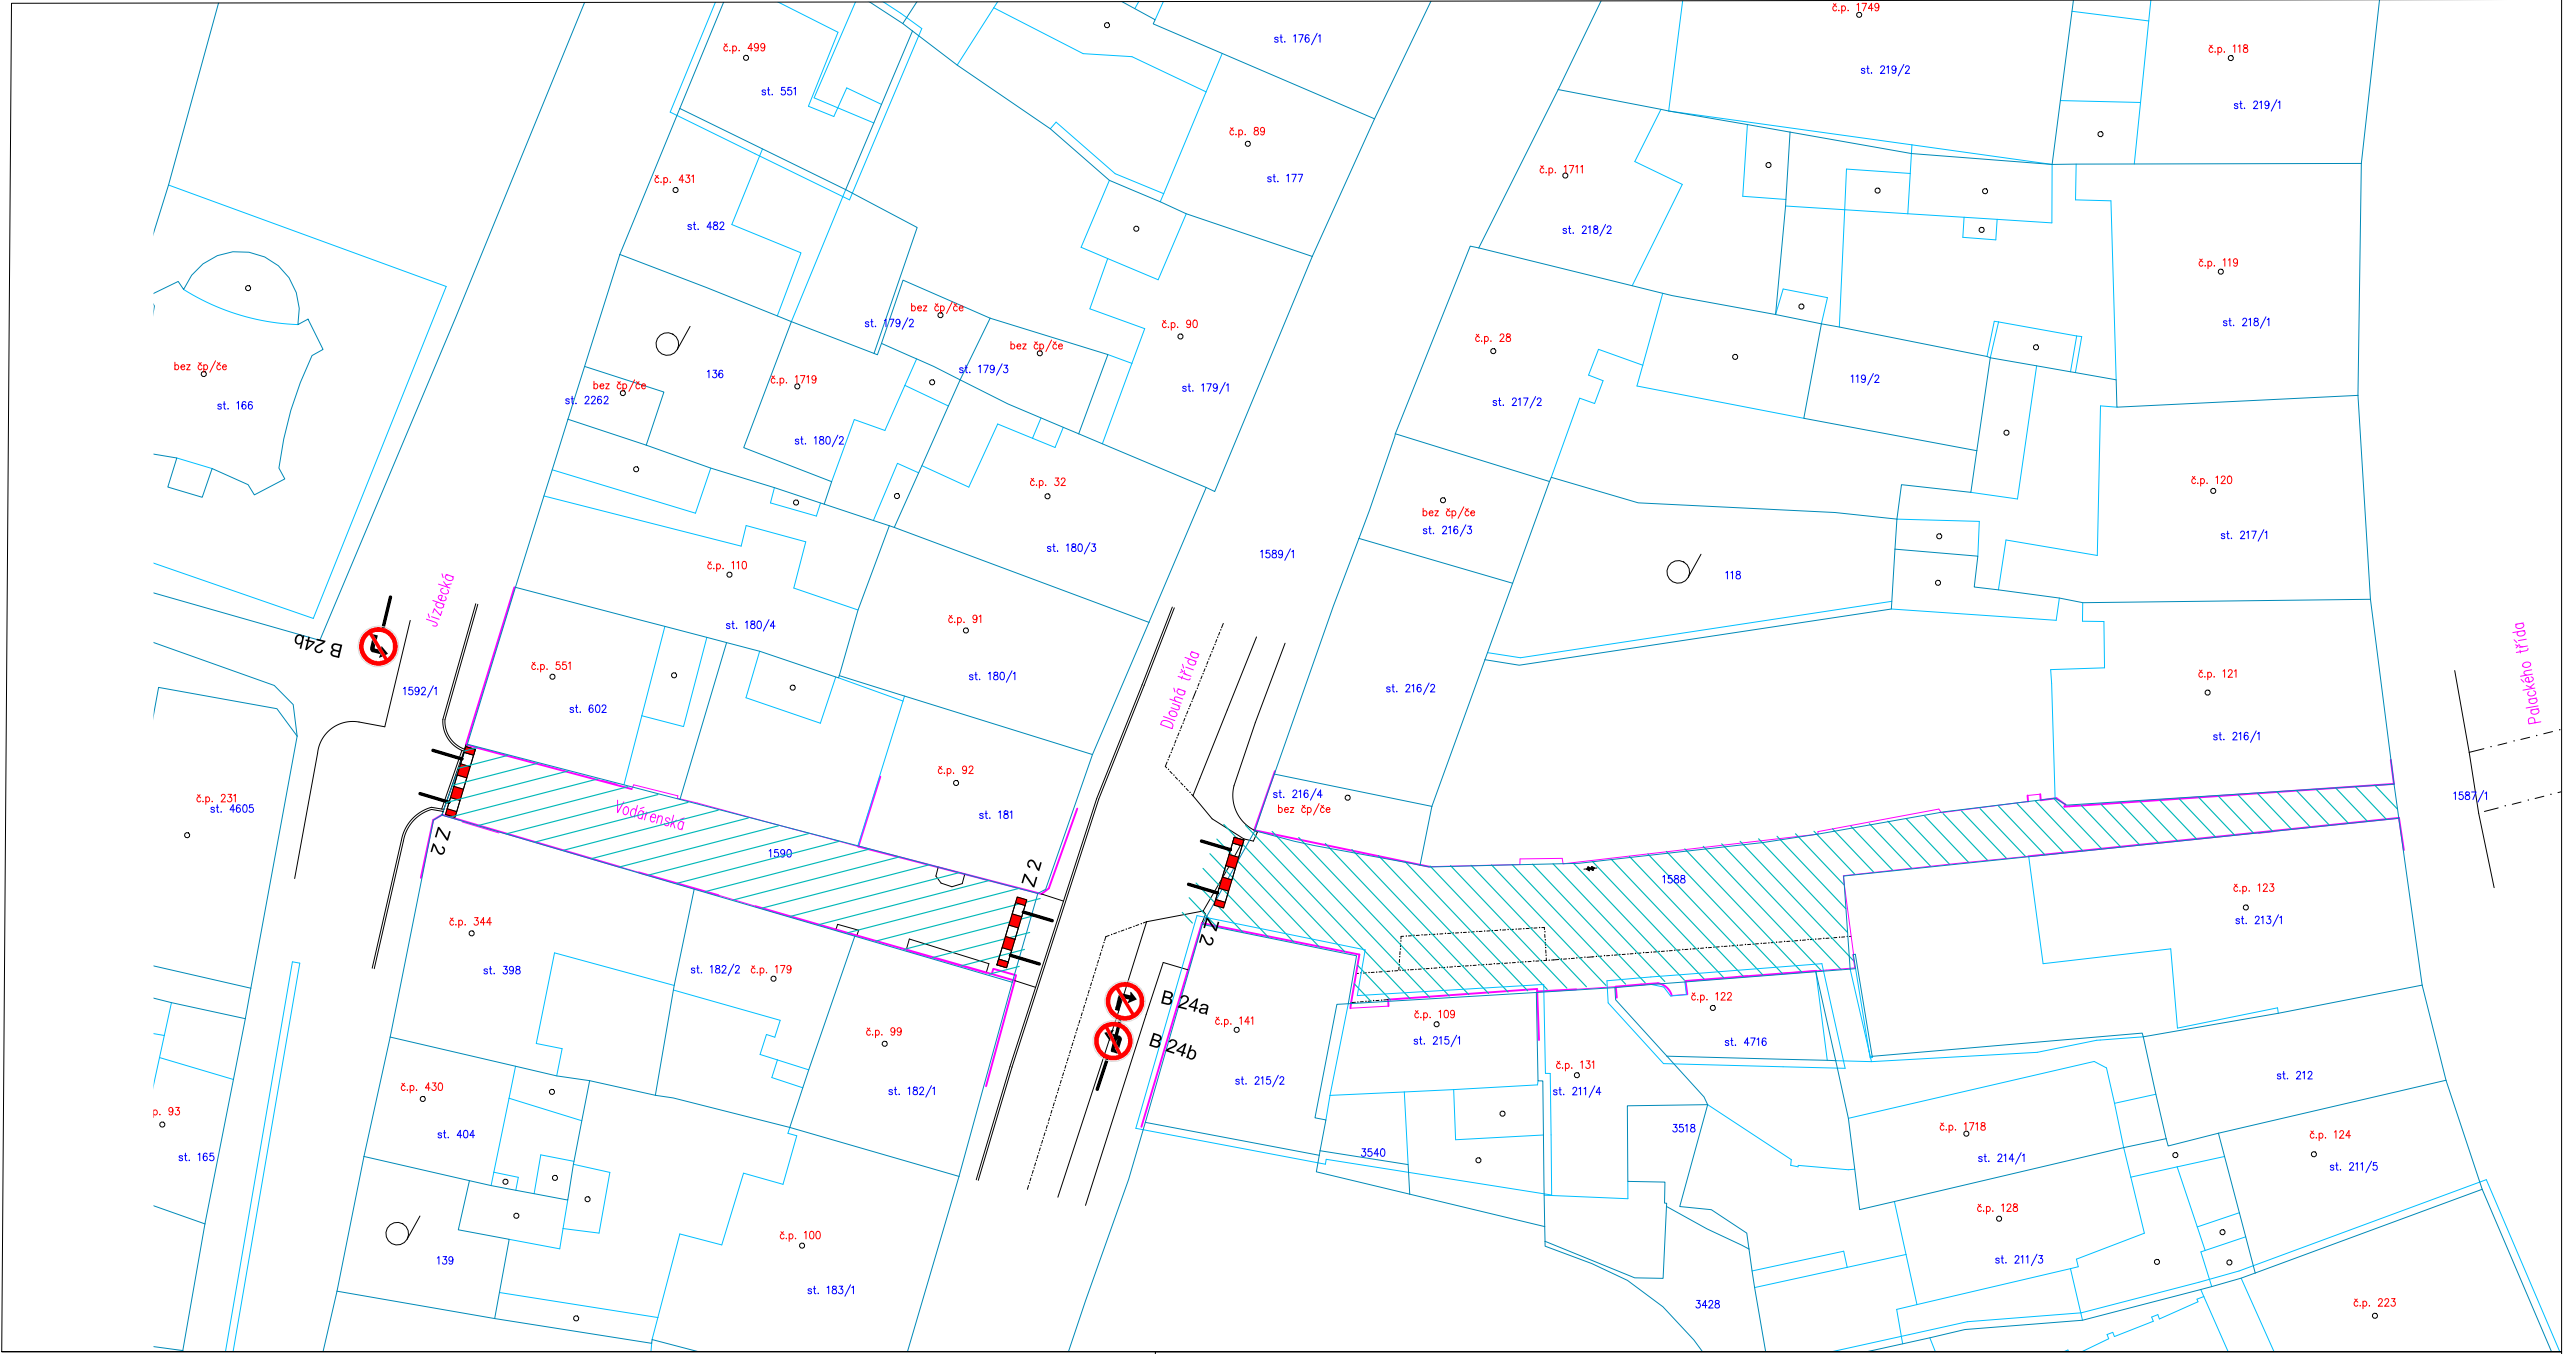 č.p. 1749
č.p. 499
st. 176/1
č.p. 118
st. 551
st. 219/2
st. 219/1
č.p. 89
č.p. 431
st. 177
č.p. 1711
st. 482
st. 218/2
č.p. 119
bez čp/če
st. 179/2
č.p. 90
st. 218/1
č.p. 28
bez čp/če
bez čp/če
st. 166
136
č.p. 1719
st. 179/3
st. 179/1
119/2
bez čp/če
st. 2262
st. 217/2
st. 180/2
č.p. 32
č.p. 120
bez čp/če
st. 216/3
st. 217/1
st. 180/3
1589/1
č.p. 110
118
Jízdecká
st. 180/4
č.p. 91
B 24b
č.p. 551
st. 180/1
Dlouhá třída
st. 216/2
č.p. 121
Palackého třída
1592/1
st. 602
st. 216/1
č.p. 92
č.p. 231
st. 4605
Vodárenská
st. 181
st. 216/4
bez čp/če
1587/1
Z 2
1590
Z 2
1588
č.p. 123
st. 213/1
č.p. 344
Z 2
st. 398
st. 182/2
č.p. 179
B 24a
č.p. 122
č.p. 99
č.p. 141
č.p. 109
st. 215/1
st. 4716
B 24b
č.p. 131
st. 211/4
st. 212
č.p. 430
st. 182/1
st. 215/2
p. 93
st. 404
3518
č.p. 1718
č.p. 124
st. 165
3540
st. 214/1
st. 211/5
č.p. 128
č.p. 100
139
st. 211/3
st. 183/1
3428
č.p. 223